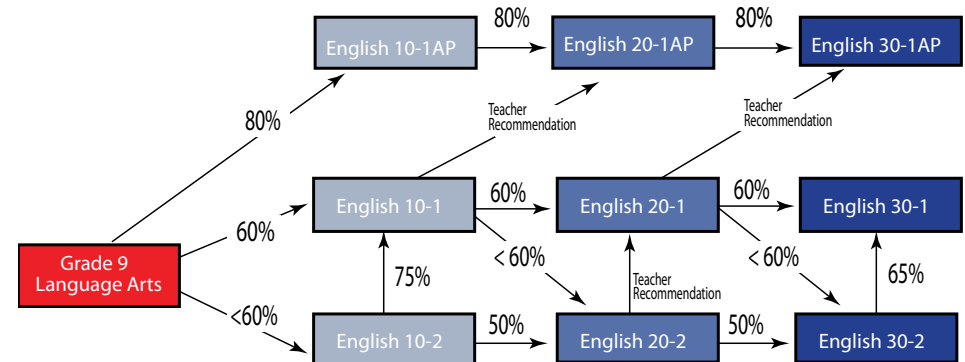 English 10-1AP
80%
English 20-1AP
80%
English 30-1AP
80%
Teacher
Recommendation
Teacher
Recommendation
60%
English 10-1
60%
English 20-1
60%
English 30-1
Grade 9
Language Arts
< 60%
75%
Teacher
Recommendation
< 60%
65%
<60%
English 10-2
50%
English 20-2
50%
English 30-2